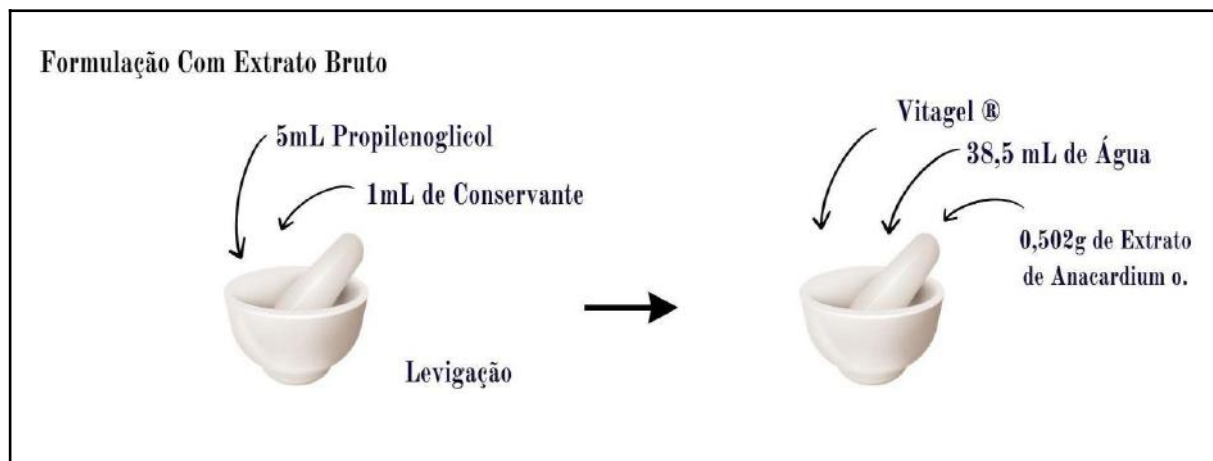 Formulação Com Extrato Bruto
5mL Propilenoglicol
1mL de Conservante
Levigação
Vitagel ®
38,5 mL de Água
0,502g de Extrato
de Anacardium o.